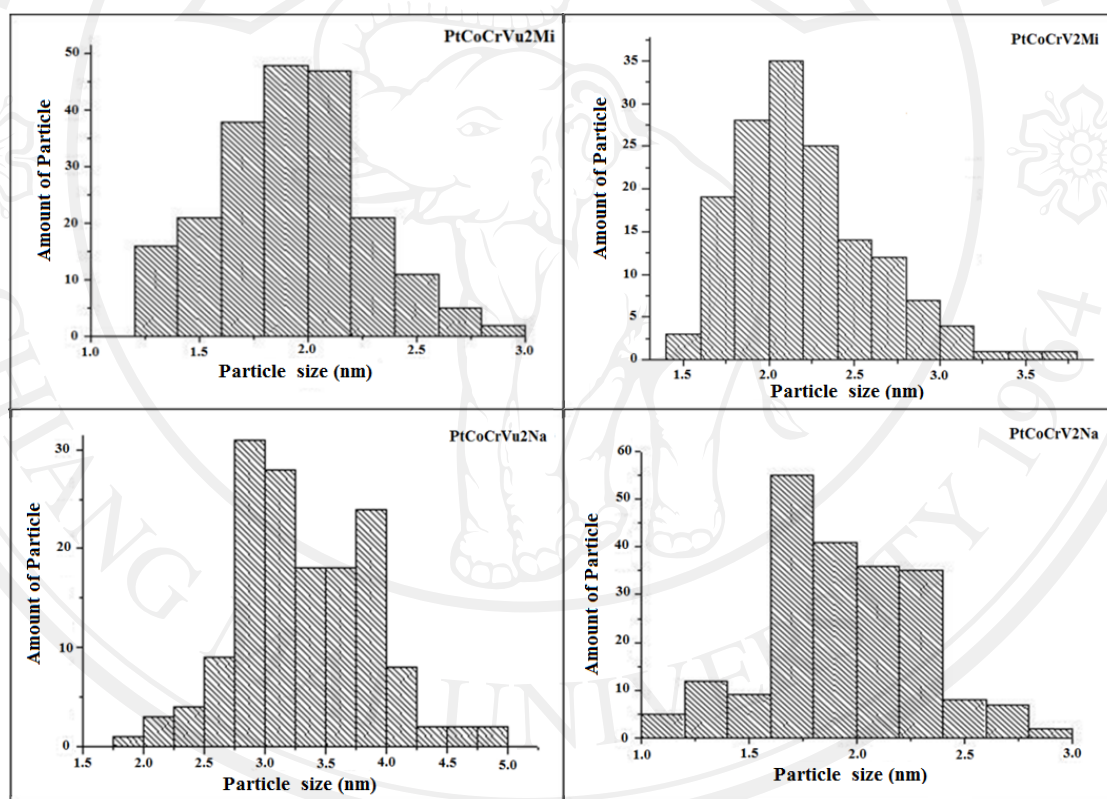 PtCoCrVu2Mi
50
40
30
20
10
0
Amount of Particle
1.0 1.5 2.0 2.5 3.0
Particle size (nm)
PtCoCrV2Mi
35
30
25
20
15
10
5
0
Amount of Particle
1.5 2.0 2.5 3.0 3.5
Particle size (nm)
PtCoCrVu2Na
30
20
10
0
Amount of Particle
1.5 2.0 2.5 3.0 3.5 4.0 4.5 5.0
Particle size (nm)
PtCoCrV2Na
60
50
40
30
20
10
0
Amount of Particle
1.0 1.5 2.0 2.5 3.0
Particle size (nm)
CHIANG
UNIVERSITY 1964